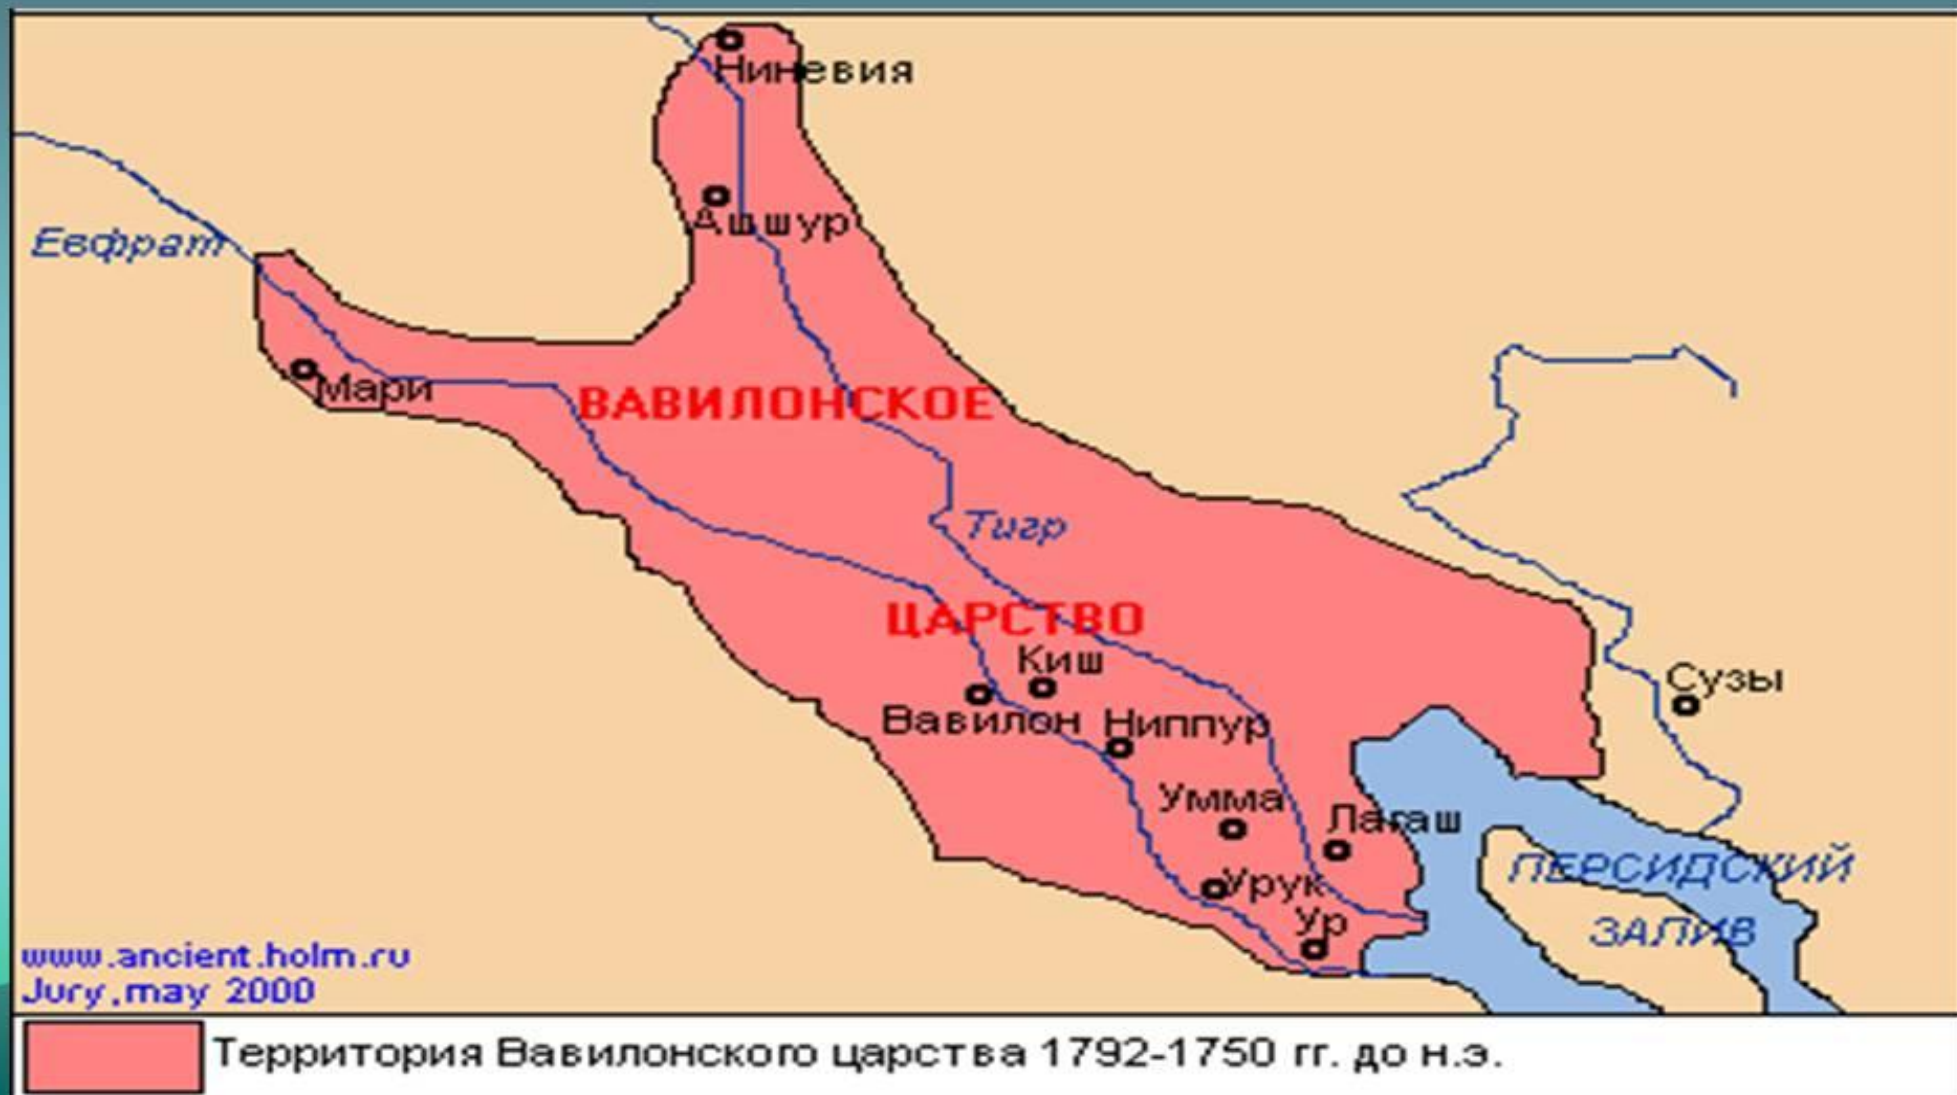 Ниневия
Ашшур
Евфрат
Мари
ВАВИЛОНСКОЕ
Тигр
ЦАРСТВО
Киш
Сузы
Вавилон
Ниппур
Умма
Лагаш
Урук
ПЕРСИДСКИЙ
Ур
ЗАЛИВ
www.ancient.holm.ru
Jury,may 2000
Территория Вавилонского царства 1792-1750 гг. до н.э.